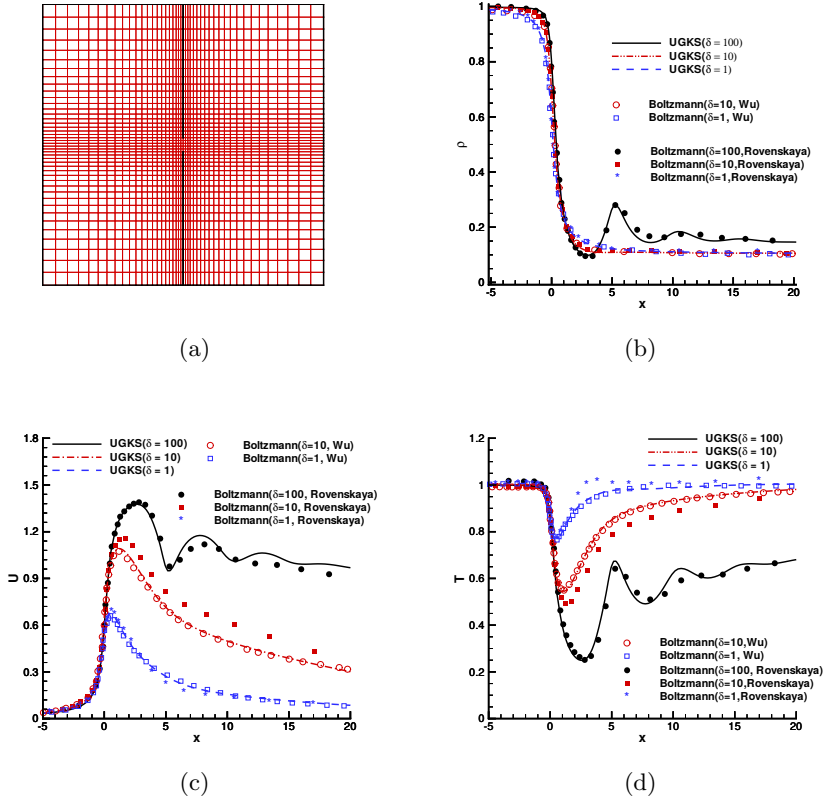 (a)
1
0.8
0.6
0.4
0.2
0
ρ
-5
0
5
10
15
20
x
UGKS(δ = 100)
UGKS(δ = 10)
UGKS(δ = 1)
Boltzmann(δ=10, Wu)
Boltzmann(δ=1, Wu)
Boltzmann(δ=100,Rovenskaya)
Boltzmann(δ=10,Rovenskaya)
Boltzmann(δ=1,Rovenskaya)
(b)
1.8
1.5
1.2
0.9
0.6
0.3
0
U
-5
0
5
10
15
20
x
UGKS(δ = 100)
UGKS(δ = 10)
UGKS(δ = 1)
Boltzmann(δ=10, Wu)
Boltzmann(δ=1, Wu)
Boltzmann(δ=100, Rovenskaya)
Boltzmann(δ=10, Rovenskaya)
Boltzmann(δ=1, Rovenskaya)
(c)
1.2
1
0.8
0.6
0.4
0.2
0
T
-5
0
5
10
15
20
x
UGKS(δ = 100)
UGKS(δ = 10)
UGKS(δ = 1)
Boltzmann(δ=10,Wu)
Boltzmann(δ=1, Wu)
Boltzmann(δ=100, Rovenskaya)
Boltzmann(δ=10,Rovenskaya)
Boltzmann(δ=1,Rovenskaya)
(d)